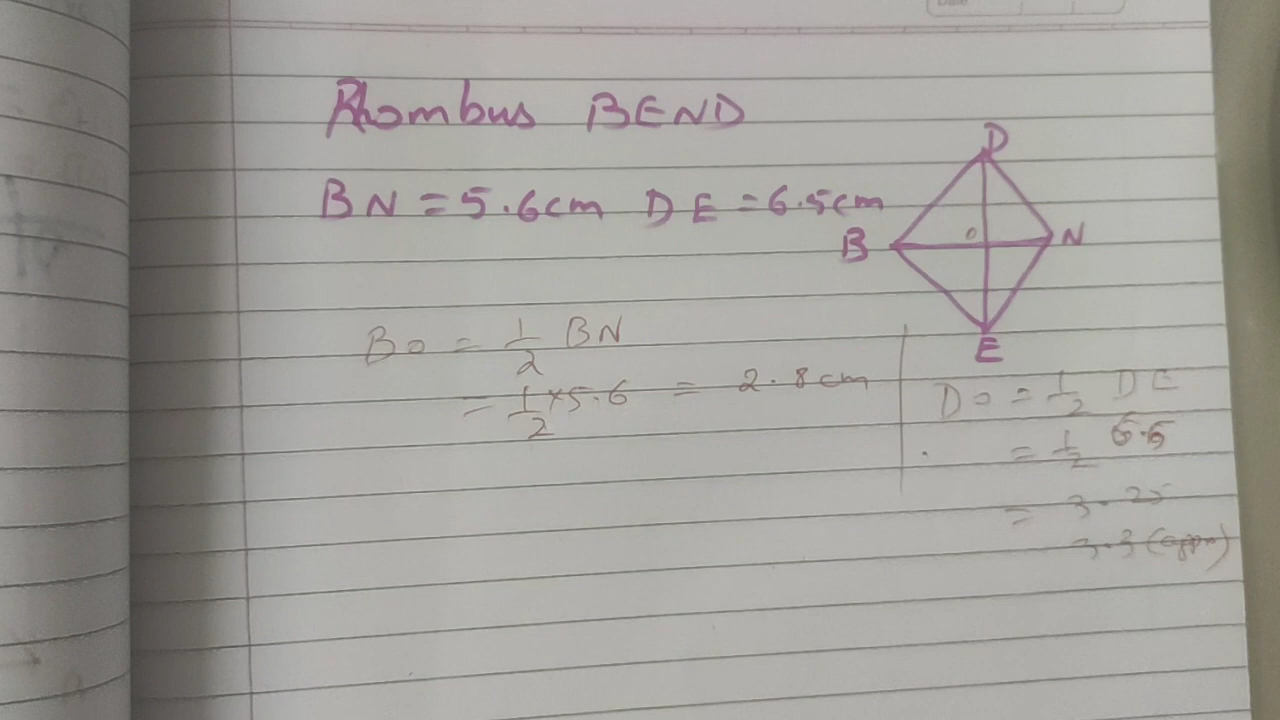 Date
Rhombus BEND
BN = 5.6cm DE = 6.5cm
D
B
O
N
E
BO = 1/2 BN
= 1/2 × 5.6 = 2.8cm
DO = 1/2 DE
= 1/2 6.5
= 3.25
3.3